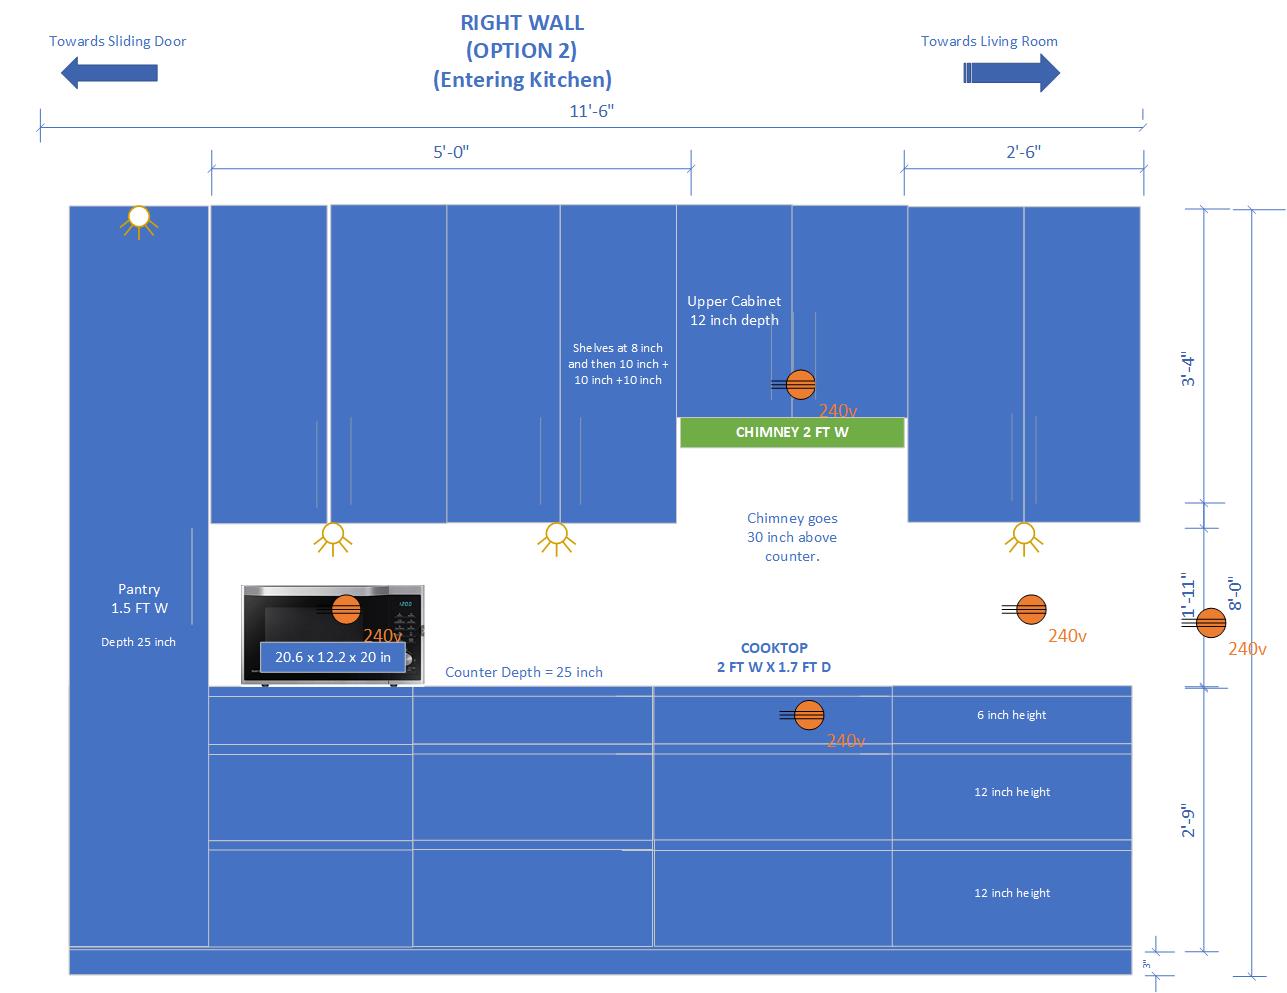 RIGHT WALL
(OPTION 2)
(Entering Kitchen)
Towards Sliding Door
Towards Living Room
11'-6"
5'-0"
2'-6"
Upper Cabinet
12 inch depth
Shelves at 8 inch
and then 10 inch +
10 inch +10 inch
240v
CHIMNEY 2 FT W
3'-4"
Chimney goes
30 inch above
counter.
Pantry
1.5 FT W
Depth 25 inch
1200
240v
20.6 x 12.2 x 20 in
Counter Depth = 25 inch
COOKTOP
2 FT W X 1.7 FT D
240v
1'-11"
8'-0"
240v
240v
6 inch height
12 inch height
12 inch height
2'-9"
3"